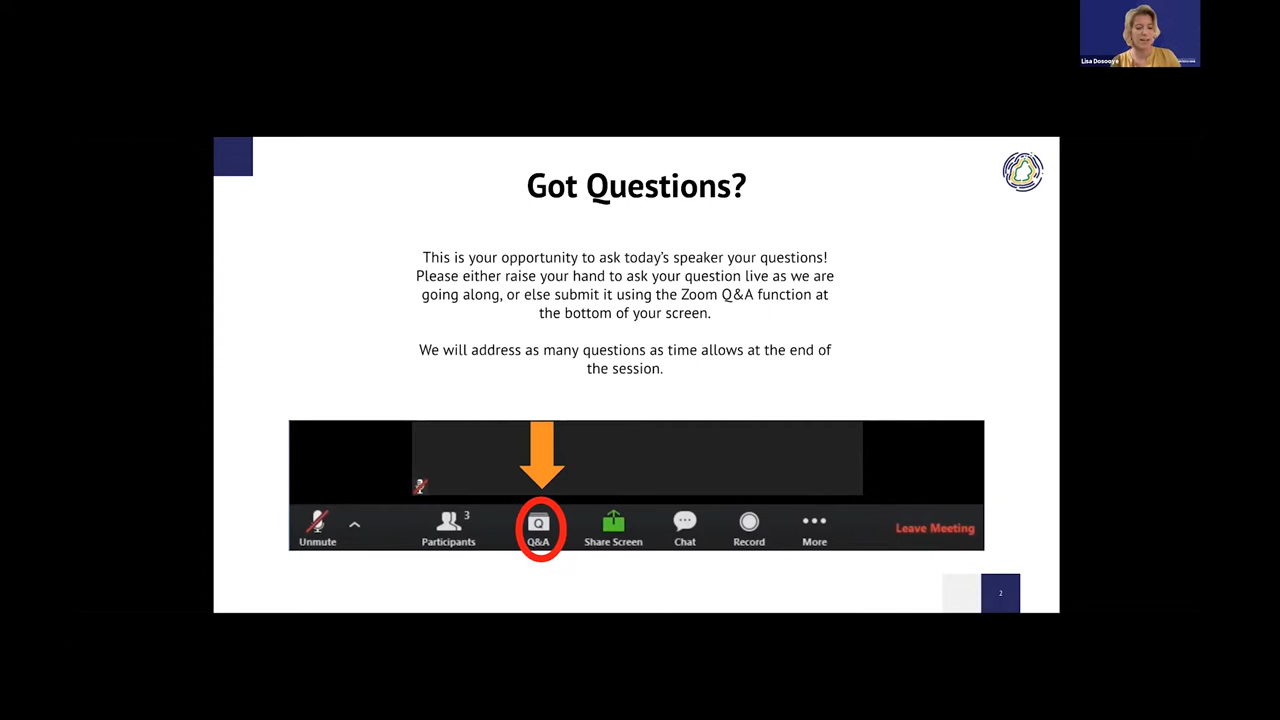 Lisa Dosooye
Got Questions?
This is your opportunity to ask today's speaker your questions!
Please either raise your hand to ask your question live as we are
going along, or else submit it using the Zoom Q&A function at
the bottom of your screen.
We will address as many questions as time allows at the end of
the session.
3
Q
Unmute
Participants
Q&A
Share Screen
Chat
Record
More
Leave Meeting
2